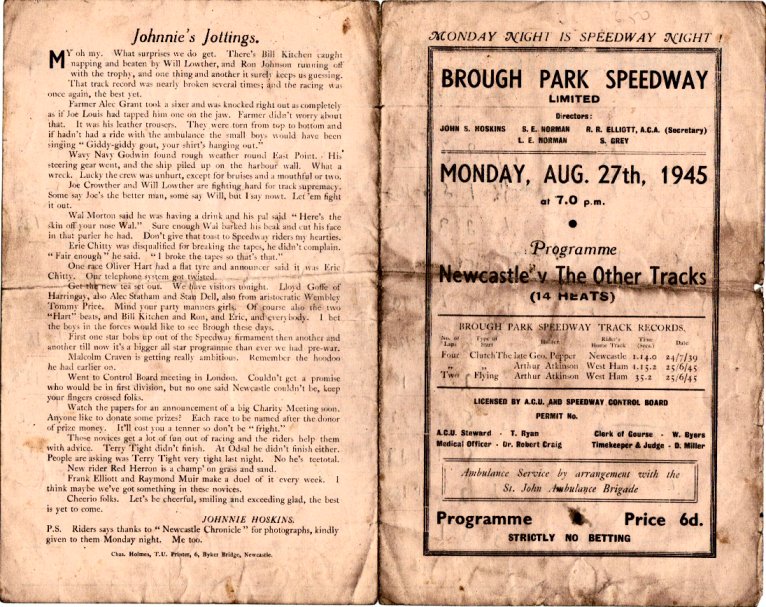 Johnnie's Jottings.
MY oh my. What surprises we do get. There's Bill Kitchen caught
napping and beaten by Will Lowther, and Ron Johnson running off
with the trophy, and one thing and another it surely keeps us guessing.
That track record was nearly broken several times; and the racing was
once again, the best yet.
Farmer Alec Grant took a sixer and was knocked right out as completely
as if Joe Louis had tapped him one on the jaw. Farmer didn't worry about
that. It was his leather trousers. They were torn from top to bottom and
if hadn't had a ride with the ambulance the small boys would have been
singing "Giddy-giddy gout, your shirt's hanging out."
Wavy Navy Godwin found rough weather round East Point. His
steering gear went, and the ship piled up on the harbour wall. What a
wreck. Lucky the crew was unhurt, except for bruises and a mouthful or two.
Joe Crowther and Will Lowther are fighting hard for track supremacy.
Some say Joe's the better man, some say Will, but I say nowt. Let 'em fight
it out.
Wal Morton said he was having a drink and his pal said "Here's the
skin off your nose Wal." Sure enough Wal barked his beak and cut his face
in that purler he had. Don't give that toast to Speedway riders my hearties.
Eric Chitty was disqualified for breaking the tapes, he didn't complain.
"Fair enough" he said. "I broke the tapes so that's that."
One race Oliver Hart had a flat tyre and announcer said it was Eric
Chitty. Our telephone system got twisted.
Get the new tea set out. We have visitors tonight. Lloyd Goffe of
Harringay, also Alec Statham and Stan Dell, also from aristocratic Wembley
Tommy Price. Mind your party manners girls. Of course also the two
"Hart" beats, and Bill Kitchen and Ron, and Eric, and everybody. I bet
the boys in the forces would like to see Brough these days.
First one star bobs up out of the Speedway firmament then another and
another till now it's a bigger all star programme than ever we had pre-war.
Malcolm Craven is getting really ambitious. Remember the hoodoo
he had earlier on.
Went to Control Board meeting in London. Couldn't get a promise
who would be in first division, but no one said Newcastle couldn't be, keep
your fingers crossed folks.
Watch the papers for an announcement of a big Charity Meeting soon.
Anyone like to donate some prizes? Each race to be named after the donor
of prize money. It'll cost you a tenner so don't be "fright."
Those novices get a lot of fun out of racing and the riders help them
with advice. Terry Tight didn't finish. At Odsal he didn't finish either.
People are asking was Terry Tight very tight last night. No he's teetotal.
New rider Red Herron is a champ' on grass and sand.
Frank Elliott and Raymond Muir make a duel of it every week. I
think maybe we've got something in these novices.
Cheerio folks. Let's be cheerful, smiling and exceeding glad, the best
is yet to come.
JOHNNIE HOSKINS.
P.S. Riders says thanks to "Newcastle Chronicle" for photographs, kindly
given to them Monday night. Me too.
Chas. Holmes, T.U. Printer, 6, Byker Bridge, Newcastle.
MONDAY NIGHT IS SPEEDWAY NIGHT!
BROUGH PARK SPEEDWAY
LIMITED
Directors:
JOHN S. HOSKINS S. E. NORMAN R. R. ELLIOTT, A.C.A. (Secretary)
L. E. NORMAN S. GREY
MONDAY, AUG. 27th, 1945
at 7.0 p.m.
Programme
Newcastle v The Other Tracks
(14 HEATS)
BROUGH PARK SPEEDWAY TRACK RECORDS.
No. of Laps Type of Start Holder. Rider's Home Track Time (Secs.) Date
Four Clutch The late Geo. Pepper Newcastle 1.14.0 24/7/39
" " Arthur Atkinson West Ham 1.15.2 25/6/45
Two Flying Arthur Atkinson West Ham 35.2 25/6/45
LICENSED BY A.C.U. AND SPEEDWAY CONTROL BOARD
PERMIT No.
A.C.U. Steward - T. Ryan Clerk of Course - W. Byers
Medical Officer - Dr. Robert Craig Timekeeper & Judge - D. Miller
Ambulance Service by arrangement with the
St. John Ambulance Brigade
Programme Price 6d.
STRICTLY NO BETTING